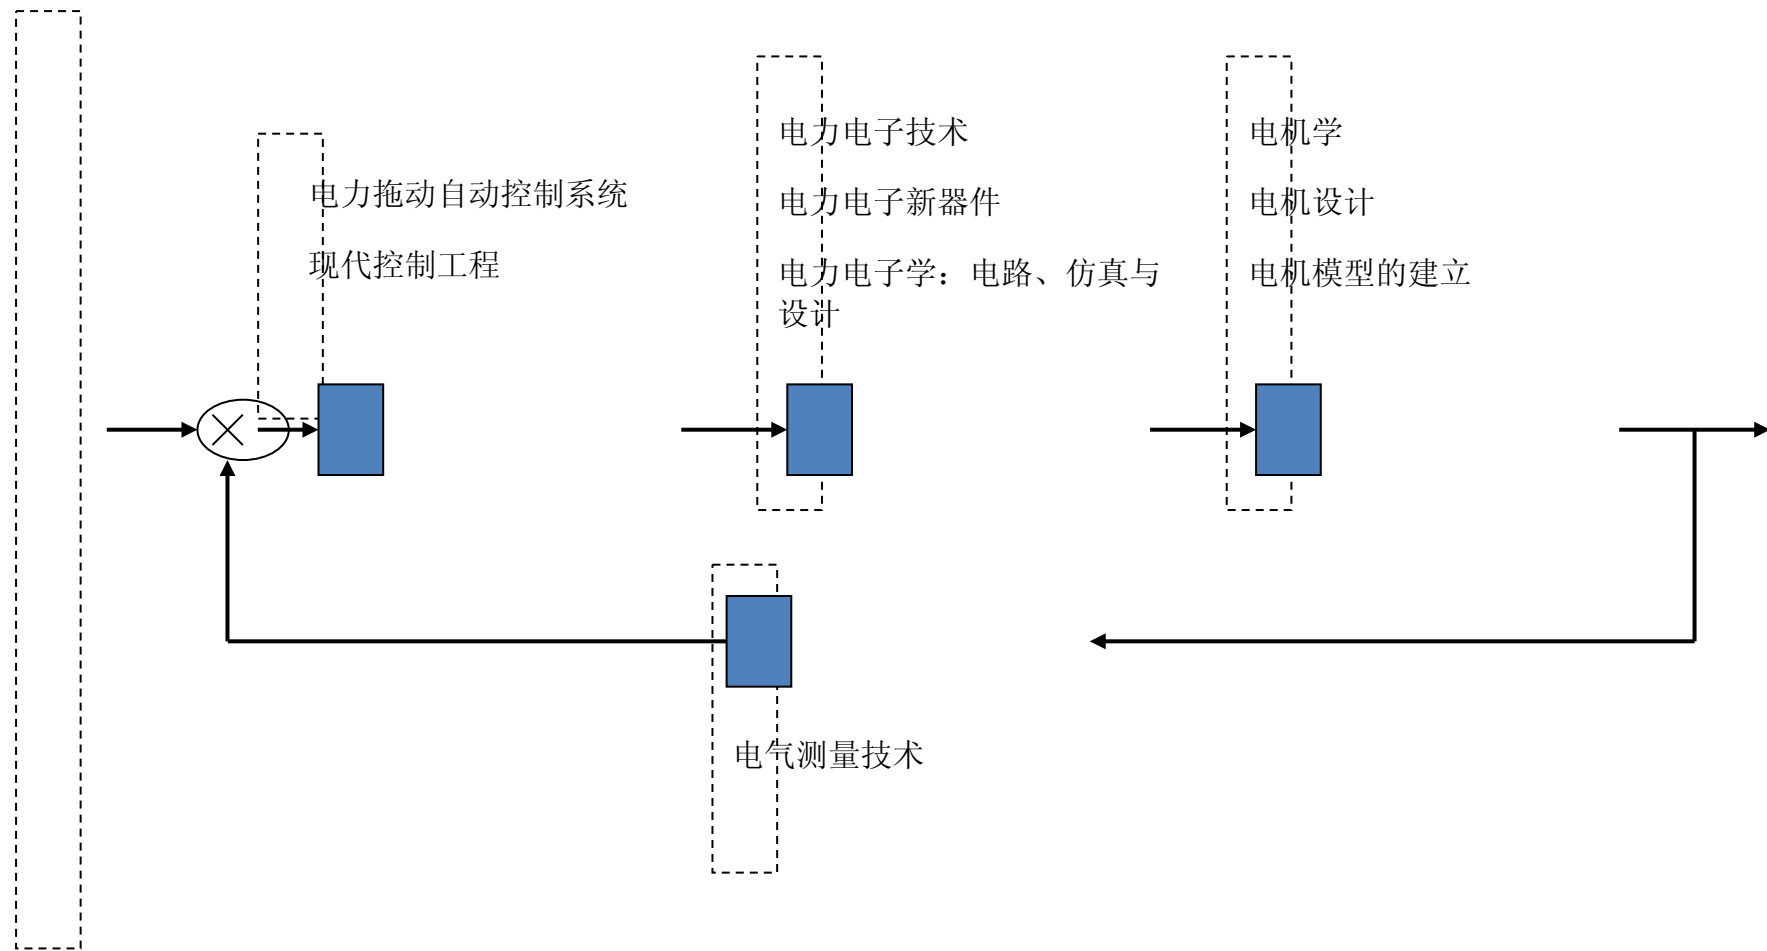 电力拖动自动控制系统
现代控制工程
电力电子技术
电力电子新器件
电力电子学：电路、仿真与
设计
电机学
电机设计
电机模型的建立
电气测量技术